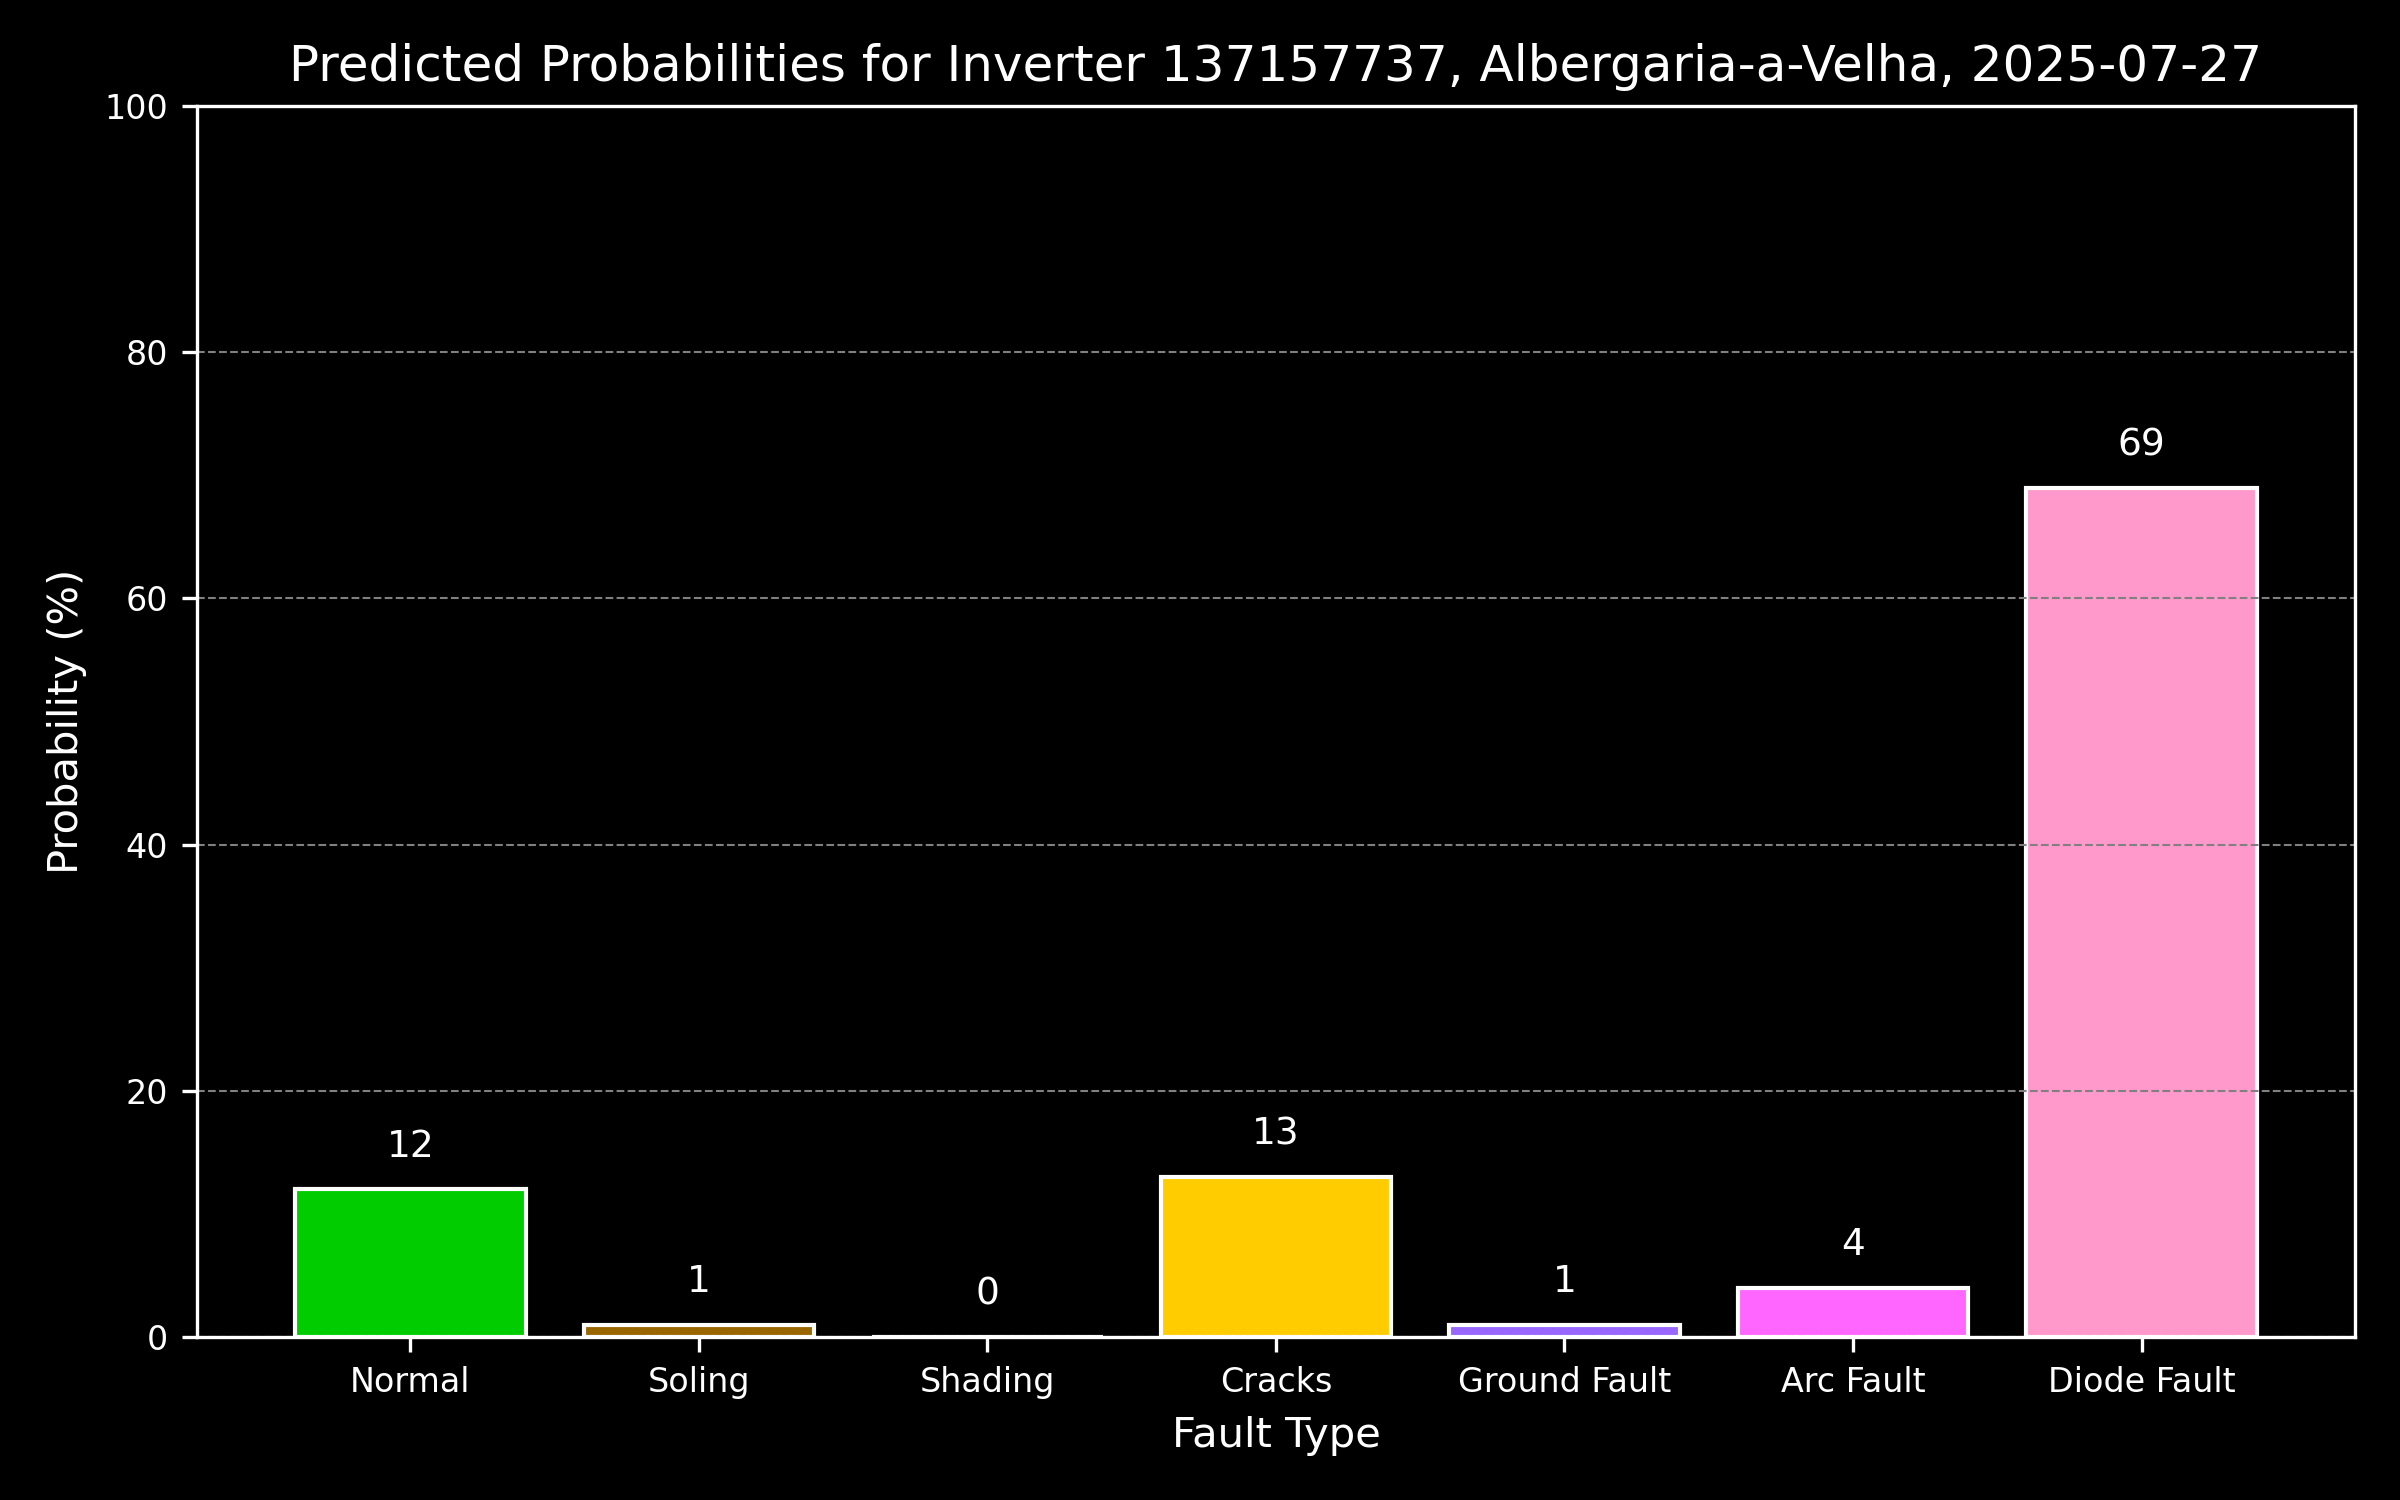 Predicted Probabilities for Inverter 137157737, Albergaria-a-Velha, 2025-07-27
100
80
60
40
20
0
Probability (%)
12
1
0
13
1
4
69
Normal
Soling
Shading
Cracks
Ground Fault
Arc Fault
Diode Fault
Fault Type